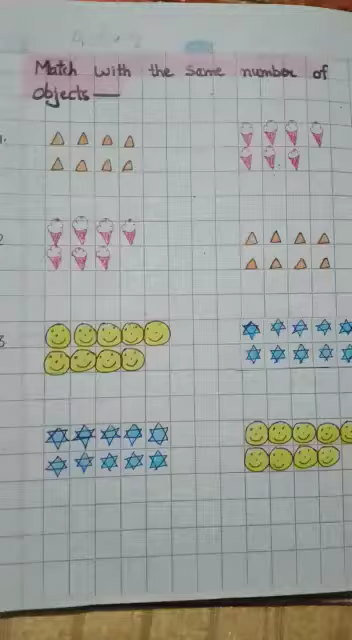 Match with the same number of
objects —
1.
2
3